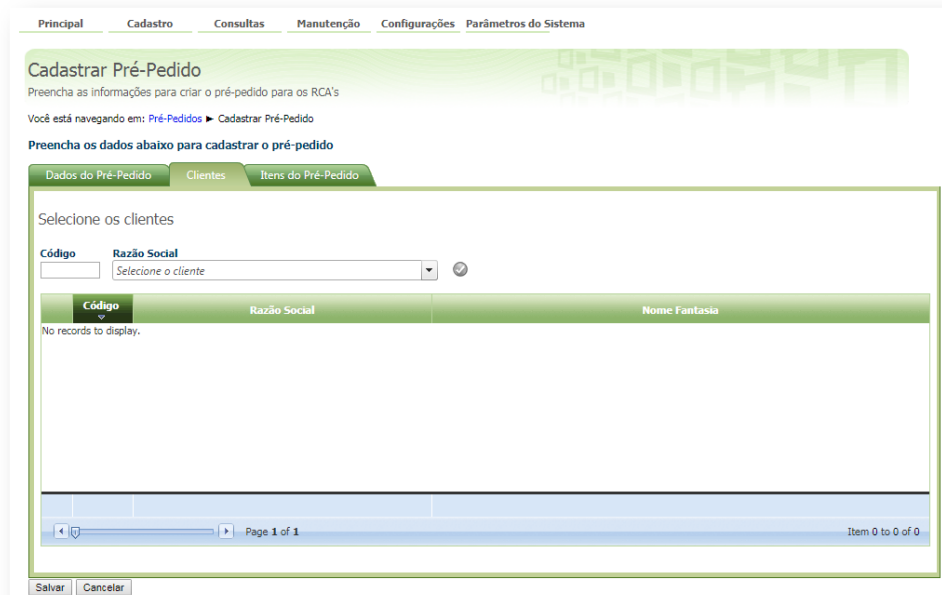 Principal Cadastro Consultas Manutenção Configurações Parâmetros do Sistema
Cadastrar Pré-Pedido
Preencha as informações para criar o pré-pedido para os RCA's
Você está navegando em: Pré-Pedidos ► Cadastrar Pré-Pedido
Preencha os dados abaixo para cadastrar o pré-pedido
Dados do Pré-Pedido Clientes Itens do Pré-Pedido
Selecione os clientes
Código Razão Social
Selecione o cliente
Código Razão Social Nome Fantasia
No records to display.
Page 1 of 1 Item 0 to 0 of 0
Salvar Cancelar